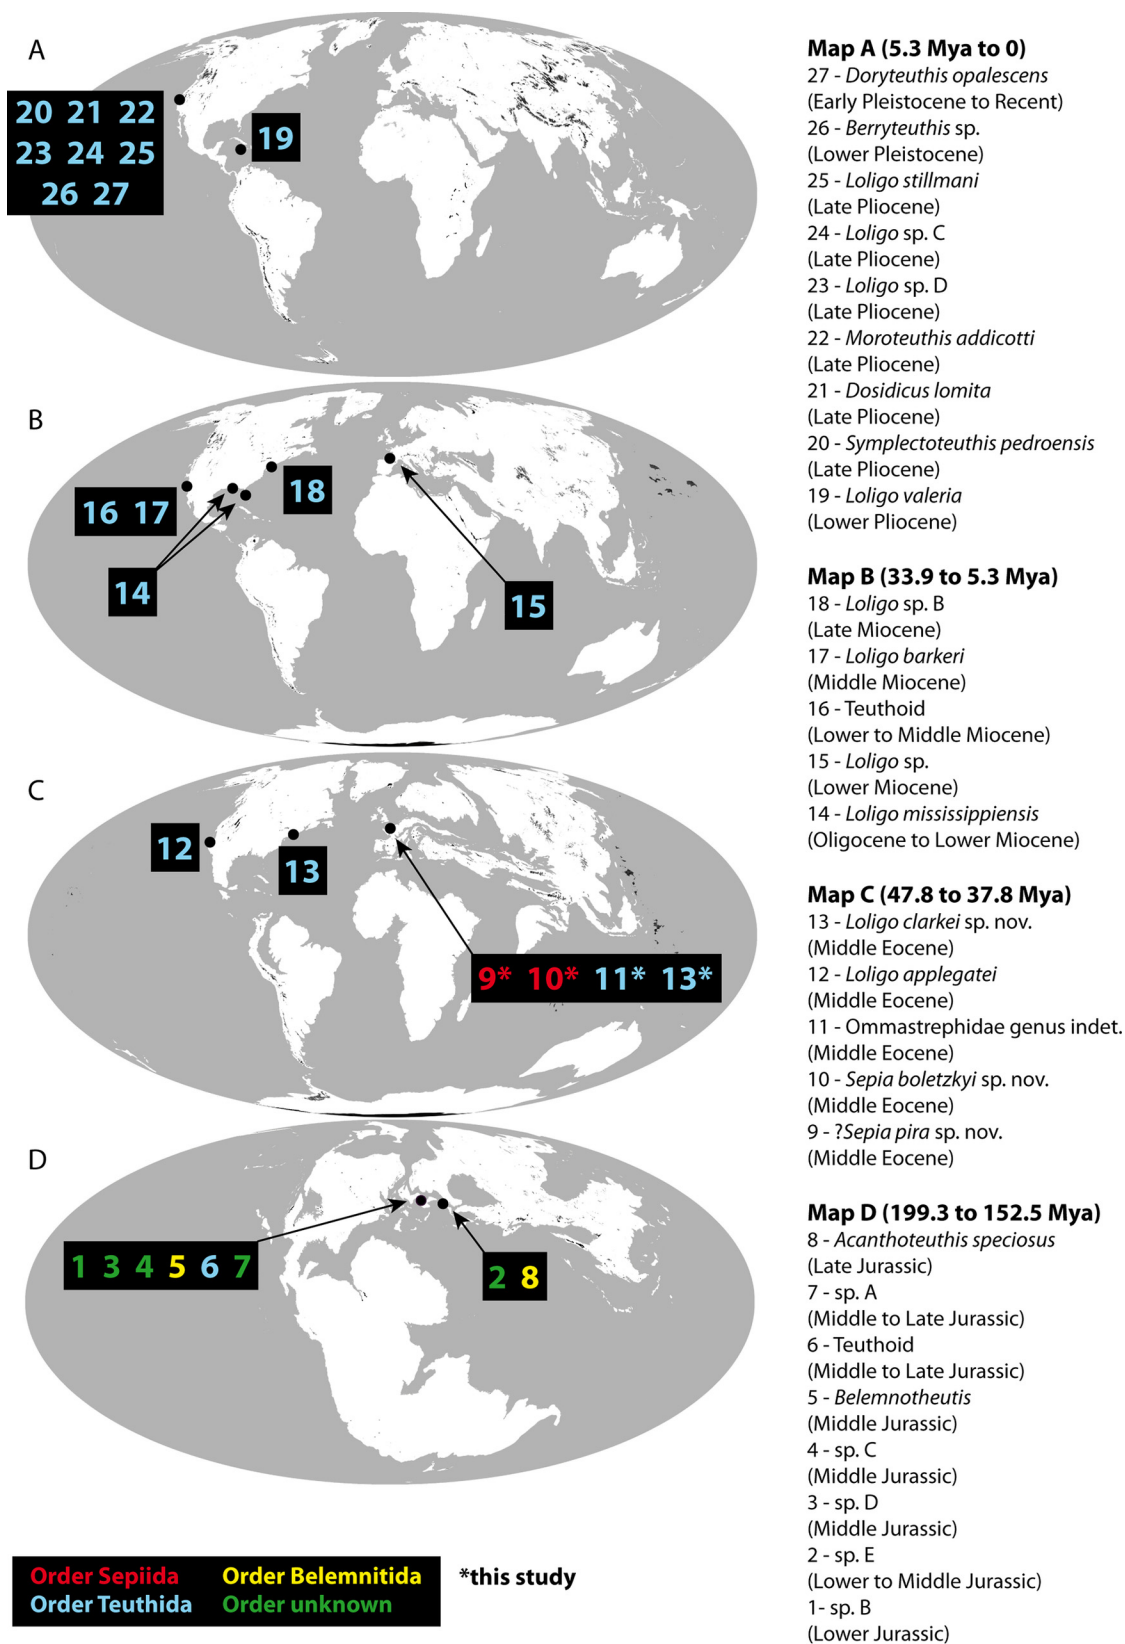 A
20 21 22
23 24 25
26 27
19
B
16 17
18
14
15
C
12
13
9* 10* 11* 13*
D
1 3 4 5 6 7
2 8
Order Sepiida
Order Belemnitida
Order Teuthida
Order unknown
*this study
Map A (5.3 Mya to 0)
27 - Doryteuthis opalescens
(Early Pleistocene to Recent)
26 - Berryteuthis sp.
(Lower Pleistocene)
25 - Loligo stillmani
(Late Pliocene)
24 - Loligo sp. C
(Late Pliocene)
23 - Loligo sp. D
(Late Pliocene)
22 - Moroteuthis addicotti
(Late Pliocene)
21 - Dosidicus lomita
(Late Pliocene)
20 - Symplectoteuthis pedroensis
(Late Pliocene)
19 - Loligo valeria
(Lower Pliocene)
Map B (33.9 to 5.3 Mya)
18 - Loligo sp. B
(Late Miocene)
17 - Loligo barkeri
(Middle Miocene)
16 - Teuthoid
(Lower to Middle Miocene)
15 - Loligo sp.
(Lower Miocene)
14 - Loligo mississippiensis
(Oligocene to Lower Miocene)
Map C (47.8 to 37.8 Mya)
13 - Loligo clarkei sp. nov.
(Middle Eocene)
12 - Loligo applegatei
(Middle Eocene)
11 - Ommastrephidae genus indet.
(Middle Eocene)
10 - Sepia boletzkyi sp. nov.
(Middle Eocene)
9 - ?Sepia pira sp. nov.
(Middle Eocene)
Map D (199.3 to 152.5 Mya)
8 - Acanthoteuthis speciosus
(Late Jurassic)
7 - sp. A
(Middle to Late Jurassic)
6 - Teuthoid
(Middle to Late Jurassic)
5 - Belemnotheutis
(Middle Jurassic)
4 - sp. C
(Middle Jurassic)
3 - sp. D
(Middle Jurassic)
2 - sp. E
(Lower to Middle Jurassic)
1- sp. B
(Lower Jurassic)